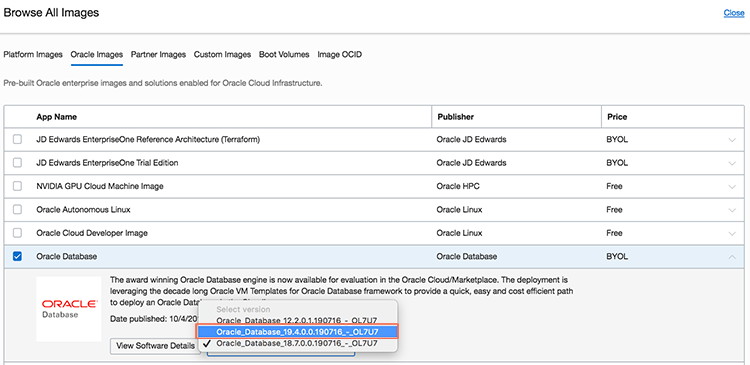 Browse All Images
Close
Platform Images Oracle Images Partner Images Custom Images Boot Volumes Image OCID
Pre-built Oracle enterprise images and solutions enabled for Oracle Cloud Infrastructure.
App Name Publisher Price
JD Edwards EnterpriseOne Reference Architecture (Terraform) Oracle JD Edwards BYOL
JD Edwards EnterpriseOne Trial Edition Oracle JD Edwards BYOL
NVIDIA GPU Cloud Machine Image Oracle HPC Free
Oracle Autonomous Linux Oracle Linux Free
Oracle Cloud Developer Image Oracle Linux Free
Oracle Database Oracle Database BYOL
ORACLE
Database
The award winning Oracle Database engine is now available for evaluation in the Oracle Cloud/Marketplace. The deployment is
leveraging the decade long Oracle VM Templates for Oracle Database framework to provide a quick, easy and cost efficient path
to deploy an Oracle
Date published: 10/4/20
Select version
Oracle_Database_12.2.0.1.190716_-_OL7U7
Oracle_Database_19.4.0.0.190716_-_OL7U7
Oracle_Database_18.7.0.0.190716_-_OL7U7
View Software Details